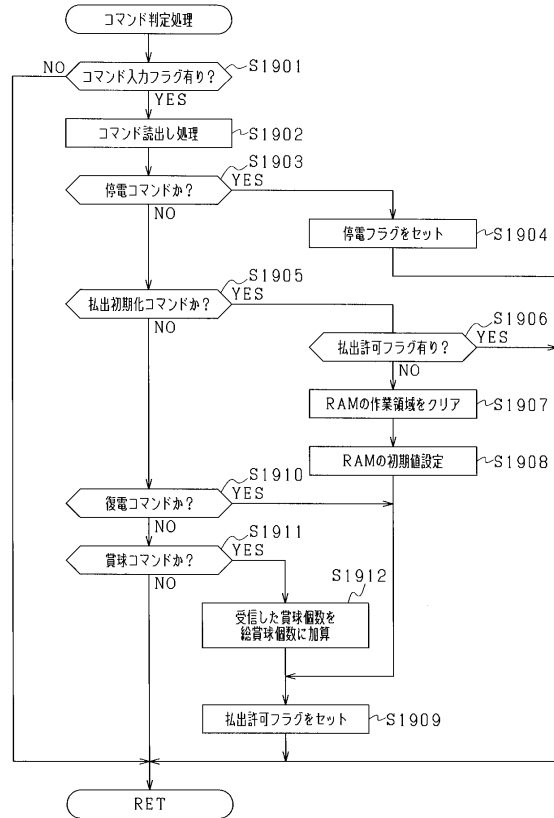 コマンド判定処理
NO
コマンド入力フラグ有り?
S1901
YES
コマンド読出し処理
S1902
停電コマンドか?
S1903
YES
NO
停電フラグをセット
S1904
払出初期化コマンドか?
S1905
YES
NO
払出許可フラグ有り?
S1906
YES
NO
RAMの作業領域をクリア
S1907
RAMの初期値設定
S1908
復電コマンドか?
S1910
YES
NO
賞球コマンドか?
S1911
YES
NO
S1912
受信した賞球個数を
総賞球個数に加算
払出許可フラグをセット
S1909
RET